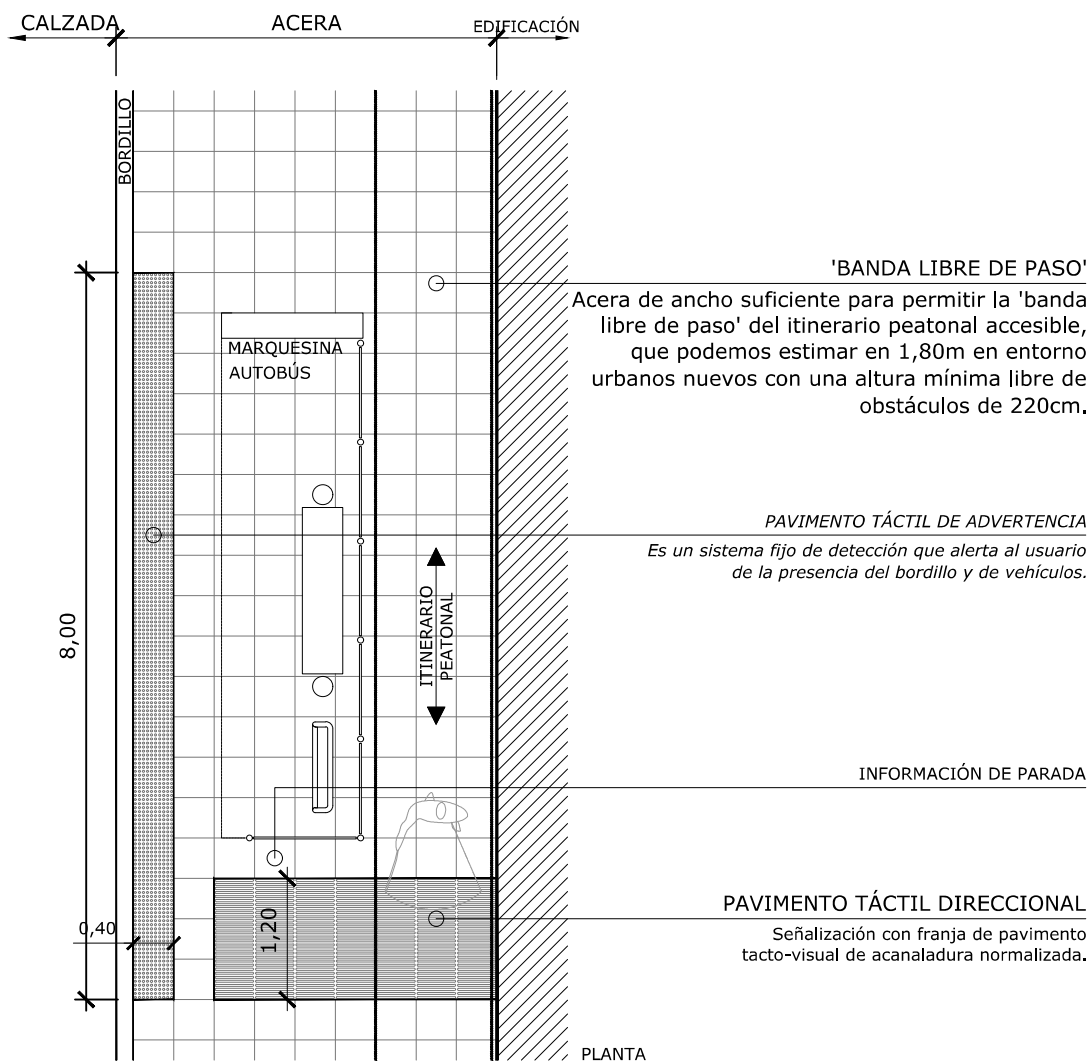 CALZADA
ACERA
EDIFICACIÓN
BORDILLO
'BANDA LIBRE DE PASO'
Acera de ancho suficiente para permitir la 'banda
libre de paso' del itinerario peatonal accesible,
que podemos estimar en 1,80m en entorno
urbanos nuevos con una altura mínima libre de
obstáculos de 220cm.
MARQUESINA
AUTOBÚS
PAVIMENTO TÁCTIL DE ADVERTENCIA
Es un sistema fijo de detección que alerta al usuario
de la presencia del bordillo y de vehículos.
8,00
ITINERARIO
PEATONAL
INFORMACIÓN DE PARADA
PAVIMENTO TÁCTIL DIRECCIONAL
Señalización con franja de pavimento
tacto-visual de acanaladura normalizada.
0,40
1,20
PLANTA